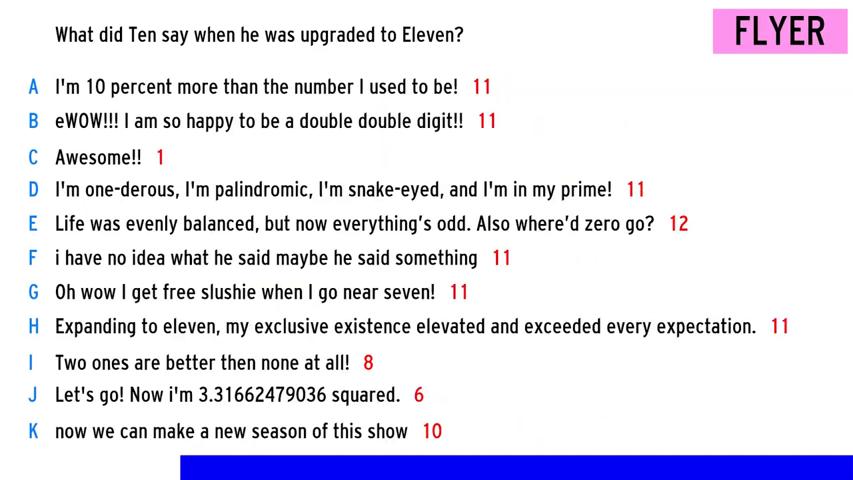 What did Ten say when he was upgraded to Eleven?
FLYER
A I'm 10 percent more than the number I used to be! 11
B eWOW!!! I am so happy to be a double double digit!! 11
C Awesome!! 1
D I'm one-derous, I'm palindromic, I'm snake-eyed, and I'm in my prime! 11
E Life was evenly balanced, but now everything's odd. Also where'd zero go? 12
F i have no idea what he said maybe he said something 11
G Oh wow I get free slushie when I go near seven! 11
H Expanding to eleven, my exclusive existence elevated and exceeded every expectation. 11
I Two ones are better then none at all! 8
J Let's go! Now i'm 3.31662479036 squared. 6
K now we can make a new season of this show 10